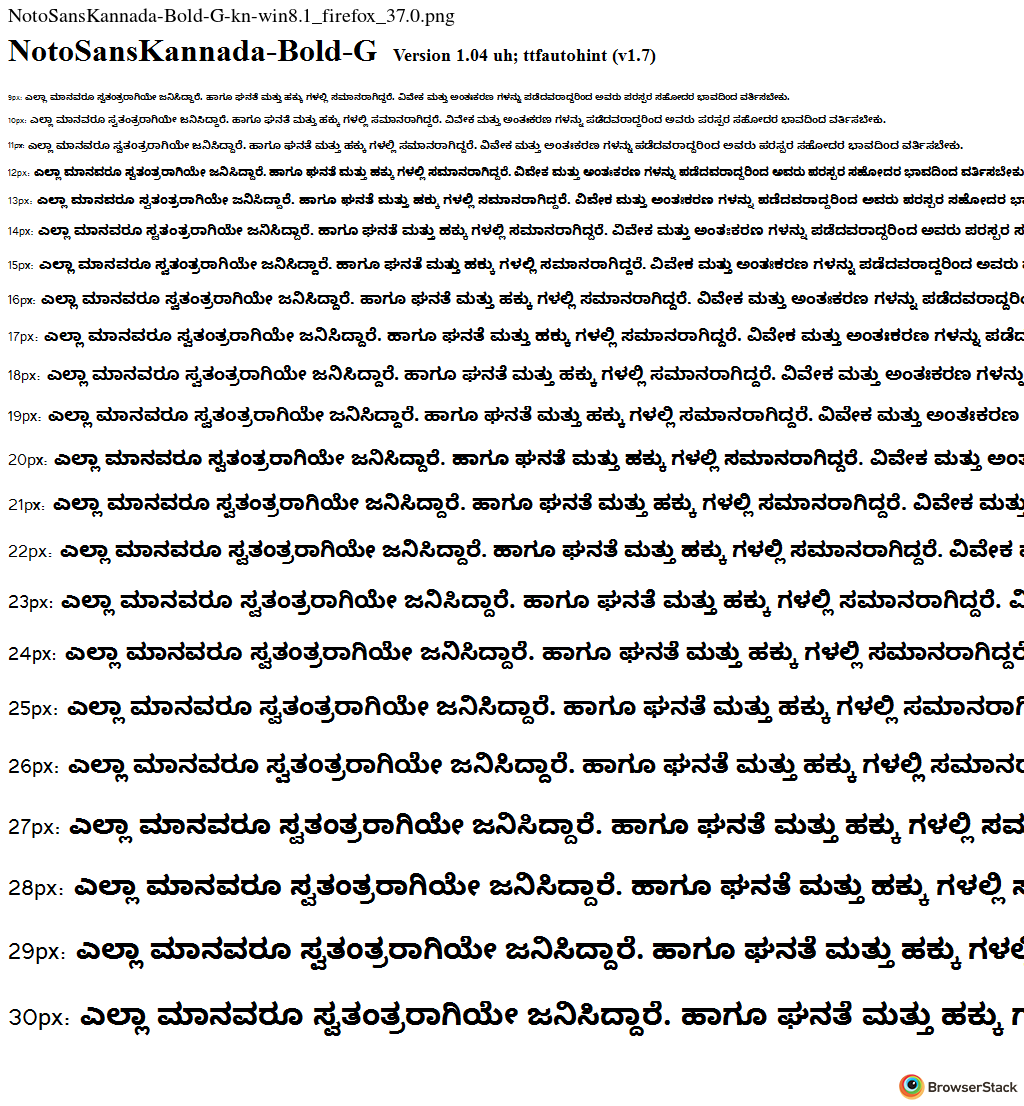 NotoSansKannada-Bold-G-kn-win8.1_firefox_37.0.png
NotoSansKannada-Bold-G Version 1.04 uh; ttfautohint (v1.7)
9px: ಎಲ್ಲಾ ಮಾನವರೂ ಸ್ವತಂತ್ರರಾಗಿಯೇ ಜನಿಸಿದ್ದಾರೆ. ಹಾಗೂ ಘನತೆ ಮತ್ತು ಹಕ್ಕು ಗಳಲ್ಲಿ ಸಮಾನರಾಗಿದ್ದರೆ. ವಿವೇಕ ಮತ್ತು ಅಂತಃಕರಣ ಗಳನ್ನು ಪಡೆದವರಾದ್ದರಿಂದ ಅವರು ಪರಸ್ಪರ ಸಹೋದರ ಭಾವದಿಂದ ವರ್ತಿಸಬೇಕು.
10px: ಎಲ್ಲಾ ಮಾನವರೂ ಸ್ವತಂತ್ರರಾಗಿಯೇ ಜನಿಸಿದ್ದಾರೆ. ಹಾಗೂ ಘನತೆ ಮತ್ತು ಹಕ್ಕು ಗಳಲ್ಲಿ ಸಮಾನರಾಗಿದ್ದರೆ. ವಿವೇಕ ಮತ್ತು ಅಂತಃಕರಣ ಗಳನ್ನು ಪಡೆದವರಾದ್ದರಿಂದ ಅವರು ಪರಸ್ಪರ ಸಹೋದರ ಭಾವದಿಂದ ವರ್ತಿಸಬೇಕು.
11px: ಎಲ್ಲಾ ಮಾನವರೂ ಸ್ವತಂತ್ರರಾಗಿಯೇ ಜನಿಸಿದ್ದಾರೆ. ಹಾಗೂ ಘನತೆ ಮತ್ತು ಹಕ್ಕು ಗಳಲ್ಲಿ ಸಮಾನರಾಗಿದ್ದರೆ. ವಿವೇಕ ಮತ್ತು ಅಂತಃಕರಣ ಗಳನ್ನು ಪಡೆದವರಾದ್ದರಿಂದ ಅವರು ಪರಸ್ಪರ ಸಹೋದರ ಭಾವದಿಂದ ವರ್ತಿಸಬೇಕು.
12px: ಎಲ್ಲಾ ಮಾನವರೂ ಸ್ವತಂತ್ರರಾಗಿಯೇ ಜನಿಸಿದ್ದಾರೆ. ಹಾಗೂ ಘನತೆ ಮತ್ತು ಹಕ್ಕು ಗಳಲ್ಲಿ ಸಮಾನರಾಗಿದ್ದರೆ. ವಿವೇಕ ಮತ್ತು ಅಂತಃಕರಣ ಗಳನ್ನು ಪಡೆದವರಾದ್ದರಿಂದ ಅವರು ಪರಸ್ಪರ ಸಹೋದರ ಭಾವದಿಂದ ವರ್ತಿಸಬೇಕು
13px: ಎಲ್ಲಾ ಮಾನವರೂ ಸ್ವತಂತ್ರರಾಗಿಯೇ ಜನಿಸಿದ್ದಾರೆ. ಹಾಗೂ ಘನತೆ ಮತ್ತು ಹಕ್ಕು ಗಳಲ್ಲಿ ಸಮಾನರಾಗಿದ್ದರೆ. ವಿವೇಕ ಮತ್ತು ಅಂತಃಕರಣ ಗಳನ್ನು ಪಡೆದವರಾದ್ದರಿಂದ ಅವರು ಪರಸ್ಪರ ಸಹೋದರ
14px: ಎಲ್ಲಾ ಮಾನವರೂ ಸ್ವತಂತ್ರರಾಗಿಯೇ ಜನಿಸಿದ್ದಾರೆ. ಹಾಗೂ ಘನತೆ ಮತ್ತು ಹಕ್ಕು ಗಳಲ್ಲಿ ಸಮಾನರಾಗಿದ್ದರೆ. ವಿವೇಕ ಮತ್ತು ಅಂತಃಕರಣ ಗಳನ್ನು ಪಡೆದವರಾದ್ದರಿಂದ ಅವರು ಪರಸ್ಪರ
15px: ಎಲ್ಲಾ ಮಾನವರೂ ಸ್ವತಂತ್ರರಾಗಿಯೇ ಜನಿಸಿದ್ದಾರೆ. ಹಾಗೂ ಘನತೆ ಮತ್ತು ಹಕ್ಕು ಗಳಲ್ಲಿ ಸಮಾನರಾಗಿದ್ದರೆ. ವಿವೇಕ ಮತ್ತು ಅಂತಃಕರಣ ಗಳನ್ನು ಪಡೆದವರಾದ್ದರಿಂದ ಅವರು
16px: ಎಲ್ಲಾ ಮಾನವರೂ ಸ್ವತಂತ್ರರಾಗಿಯೇ ಜನಿಸಿದ್ದಾರೆ. ಹಾಗೂ ಘನತೆ ಮತ್ತು ಹಕ್ಕು ಗಳಲ್ಲಿ ಸಮಾನರಾಗಿದ್ದರೆ. ವಿವೇಕ ಮತ್ತು ಅಂತಃಕರಣ ಗಳನ್ನು ಪಡೆದವರಾದ್ದರಿಂ
17px: ಎಲ್ಲಾ ಮಾನವರೂ ಸ್ವತಂತ್ರರಾಗಿಯೇ ಜನಿಸಿದ್ದಾರೆ. ಹಾಗೂ ಘನತೆ ಮತ್ತು ಹಕ್ಕು ಗಳಲ್ಲಿ ಸಮಾನರಾಗಿದ್ದರೆ. ವಿವೇಕ ಮತ್ತು ಅಂತಃಕರಣ ಗಳನ್ನು ಪಡೆದ
18px: ಎಲ್ಲಾ ಮಾನವರೂ ಸ್ವತಂತ್ರರಾಗಿಯೇ ಜನಿಸಿದ್ದಾರೆ. ಹಾಗೂ ಘನತೆ ಮತ್ತು ಹಕ್ಕು ಗಳಲ್ಲಿ ಸಮಾನರಾಗಿದ್ದರೆ. ವಿವೇಕ ಮತ್ತು ಅಂತಃಕರಣ ಗಳನ್ನು
19px: ಎಲ್ಲಾ ಮಾನವರೂ ಸ್ವತಂತ್ರರಾಗಿಯೇ ಜನಿಸಿದ್ದಾರೆ. ಹಾಗೂ ಘನತೆ ಮತ್ತು ಹಕ್ಕು ಗಳಲ್ಲಿ ಸಮಾನರಾಗಿದ್ದರೆ. ವಿವೇಕ ಮತ್ತು ಅಂತಃಕರಣ
20px: ಎಲ್ಲಾ ಮಾನವರೂ ಸ್ವತಂತ್ರರಾಗಿಯೇ ಜನಿಸಿದ್ದಾರೆ. ಹಾಗೂ ಘನತೆ ಮತ್ತು ಹಕ್ಕು ಗಳಲ್ಲಿ ಸಮಾನರಾಗಿದ್ದರೆ. ವಿವೇಕ ಮತ್ತು ಅಂ
21px: ಎಲ್ಲಾ ಮಾನವರೂ ಸ್ವತಂತ್ರರಾಗಿಯೇ ಜನಿಸಿದ್ದಾರೆ. ಹಾಗೂ ಘನತೆ ಮತ್ತು ಹಕ್ಕು ಗಳಲ್ಲಿ ಸಮಾನರಾಗಿದ್ದರೆ. ವಿವೇಕ ಮತ್ತು
22px: ಎಲ್ಲಾ ಮಾನವರೂ ಸ್ವತಂತ್ರರಾಗಿಯೇ ಜನಿಸಿದ್ದಾರೆ. ಹಾಗೂ ಘನತೆ ಮತ್ತು ಹಕ್ಕು ಗಳಲ್ಲಿ ಸಮಾನರಾಗಿದ್ದರೆ. ವಿವೇಕ
23px: ಎಲ್ಲಾ ಮಾನವರೂ ಸ್ವತಂತ್ರರಾಗಿಯೇ ಜನಿಸಿದ್ದಾರೆ. ಹಾಗೂ ಘನತೆ ಮತ್ತು ಹಕ್ಕು ಗಳಲ್ಲಿ ಸಮಾನರಾಗಿದ್ದರೆ. ವಿ
24px: ಎಲ್ಲಾ ಮಾನವರೂ ಸ್ವತಂತ್ರರಾಗಿಯೇ ಜನಿಸಿದ್ದಾರೆ. ಹಾಗೂ ಘನತೆ ಮತ್ತು ಹಕ್ಕು ಗಳಲ್ಲಿ ಸಮಾನರಾಗಿದ್ದರೆ
25px: ಎಲ್ಲಾ ಮಾನವರೂ ಸ್ವತಂತ್ರರಾಗಿಯೇ ಜನಿಸಿದ್ದಾರೆ. ಹಾಗೂ ಘನತೆ ಮತ್ತು ಹಕ್ಕು ಗಳಲ್ಲಿ ಸಮಾನರಾಗಿ
26px: ಎಲ್ಲಾ ಮಾನವರೂ ಸ್ವತಂತ್ರರಾಗಿಯೇ ಜನಿಸಿದ್ದಾರೆ. ಹಾಗೂ ಘನತೆ ಮತ್ತು ಹಕ್ಕು ಗಳಲ್ಲಿ ಸಮಾನರ
27px: ಎಲ್ಲಾ ಮಾನವರೂ ಸ್ವತಂತ್ರರಾಗಿಯೇ ಜನಿಸಿದ್ದಾರೆ. ಹಾಗೂ ಘನತೆ ಮತ್ತು ಹಕ್ಕು ಗಳಲ್ಲಿ ಸಮ
28px: ಎಲ್ಲಾ ಮಾನವರೂ ಸ್ವತಂತ್ರರಾಗಿಯೇ ಜನಿಸಿದ್ದಾರೆ. ಹಾಗೂ ಘನತೆ ಮತ್ತು ಹಕ್ಕು ಗಳಲ್ಲಿ
29px: ಎಲ್ಲಾ ಮಾನವರೂ ಸ್ವತಂತ್ರರಾಗಿಯೇ ಜನಿಸಿದ್ದಾರೆ. ಹಾಗೂ ಘನತೆ ಮತ್ತು ಹಕ್ಕು ಗಳಲ
30px: ಎಲ್ಲಾ ಮಾನವರೂ ಸ್ವತಂತ್ರರಾಗಿಯೇ ಜನಿಸಿದ್ದಾರೆ. ಹಾಗೂ ಘನತೆ ಮತ್ತು ಹಕ್ಕು
BrowserStack